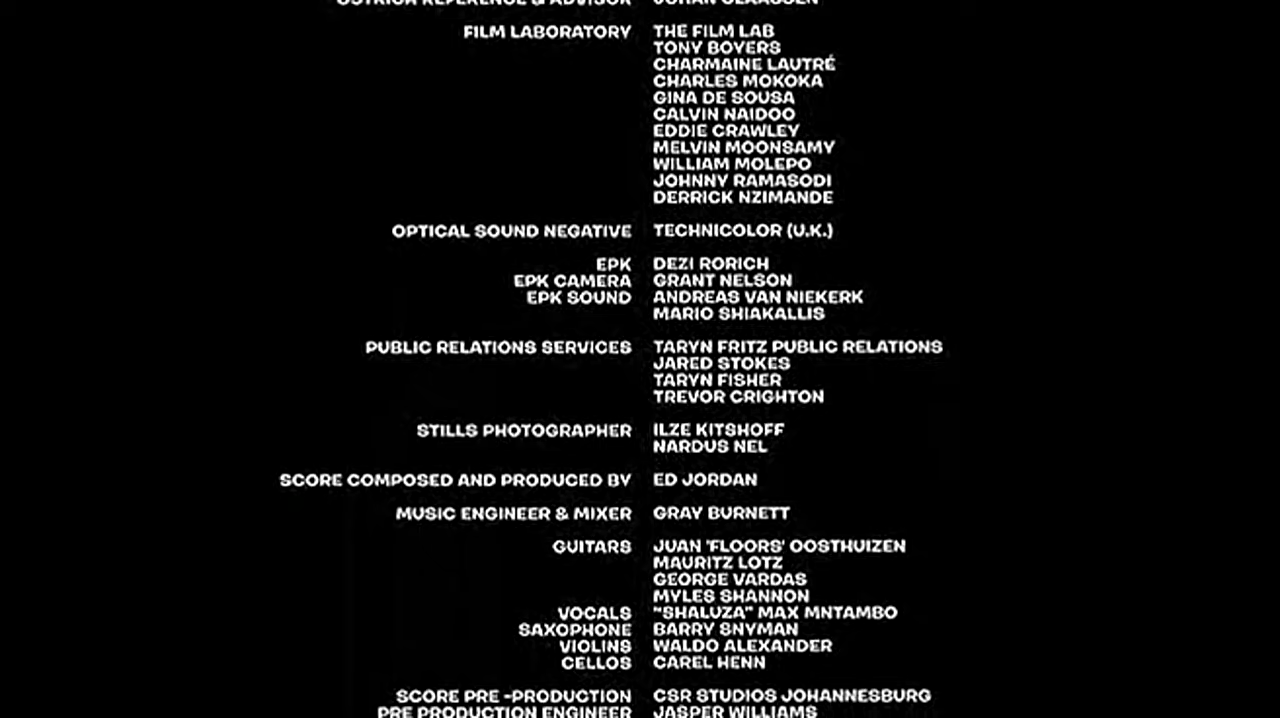 OSTRICH REFERENCE & ADVISOR JOHAN CLAASSEN
FILM LABORATORY THE FILM LAB
TONY BOYERS
CHARMAINE LAUTRÉ
CHARLES MOKOKA
GINA DE SOUSA
CALVIN NAIDOO
EDDIE CRAWLEY
MELVIN MOONSAMY
WILLIAM MOLEPO
JOHNNY RAMASODI
DERRICK NZIMANDE
OPTICAL SOUND NEGATIVE TECHNICOLOR (U.K.)
EPK DEZI RORICH
EPK CAMERA GRANT NELSON
EPK SOUND ANDREAS VAN NIEKERK
MARIO SHIAKALLIS
PUBLIC RELATIONS SERVICES TARYN FRITZ PUBLIC RELATIONS
JARED STOKES
TARYN FISHER
TREVOR CRIGHTON
STILLS PHOTOGRAPHER ILZE KITSHOFF
NARDUS NEL
SCORE COMPOSED AND PRODUCED BY ED JORDAN
MUSIC ENGINEER & MIXER GRAY BURNETT
GUITARS JUAN 'FLOORS' OOSTHUIZEN
MAURITZ LOTZ
GEORGE VARDAS
MYLES SHANNON
VOCALS "SHALUZA" MAX MNTAMBO
SAXOPHONE BARRY SNYMAN
VIOLINS WALDO ALEXANDER
CELLOS CAREL HENN
SCORE PRE -PRODUCTION CSR STUDIOS JOHANNESBURG
PRE PRODUCTION ENGINEER JASPER WILLIAMS